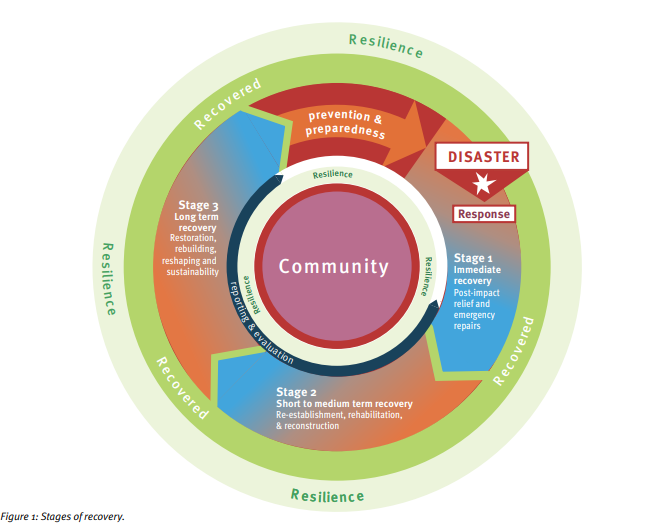 Resilience
Recovered
prevention &
preparedness
DISASTER
Response
Resilience
Stage 3
Long term
recovery
Restoration,
rebuilding,
reshaping and
sustainability
Community
Stage 1
Immediate
recovery
Post-impact
relief and
emergency
repairs
Resilience
Resilience
Resilience
reporting & evaluation
Recovered
Recovered
Stage 2
Short to medium term recovery
Re-establishment, rehabilitation,
& reconstruction
Resilience
Figure 1: Stages of recovery.